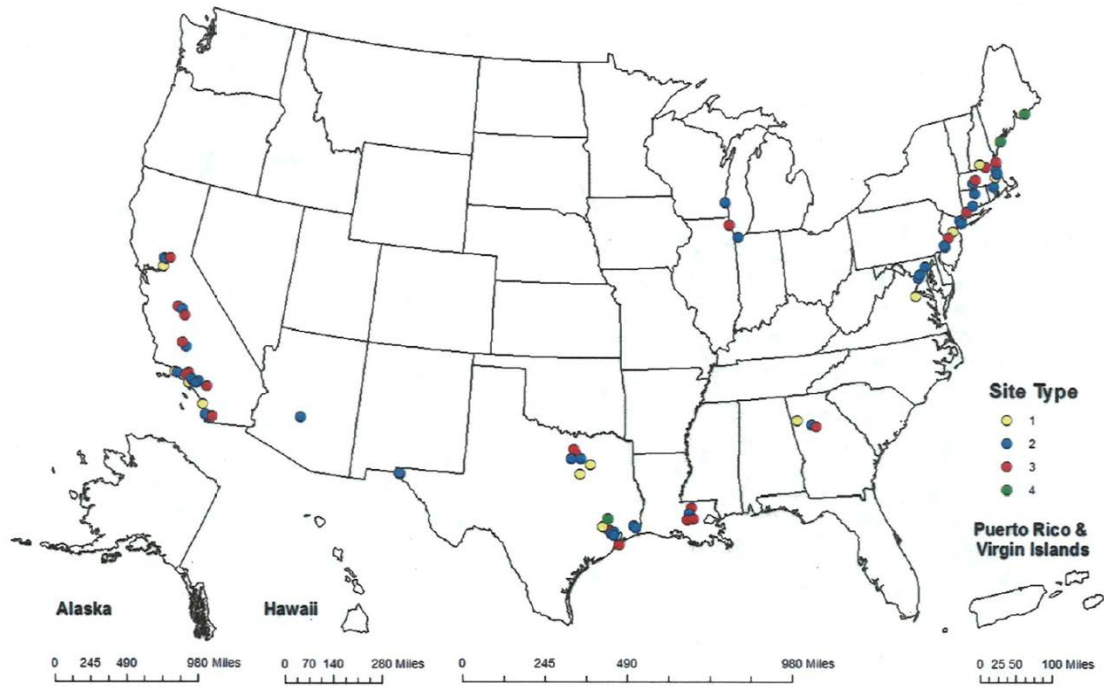 Site Type
1
2
3
4
Puerto Rico &
Virgin Islands
Alaska
Hawaii
0 245 490 980 Miles
0 70 140 280 Miles
0 245 490 980 Miles
0 25 50 100 Miles